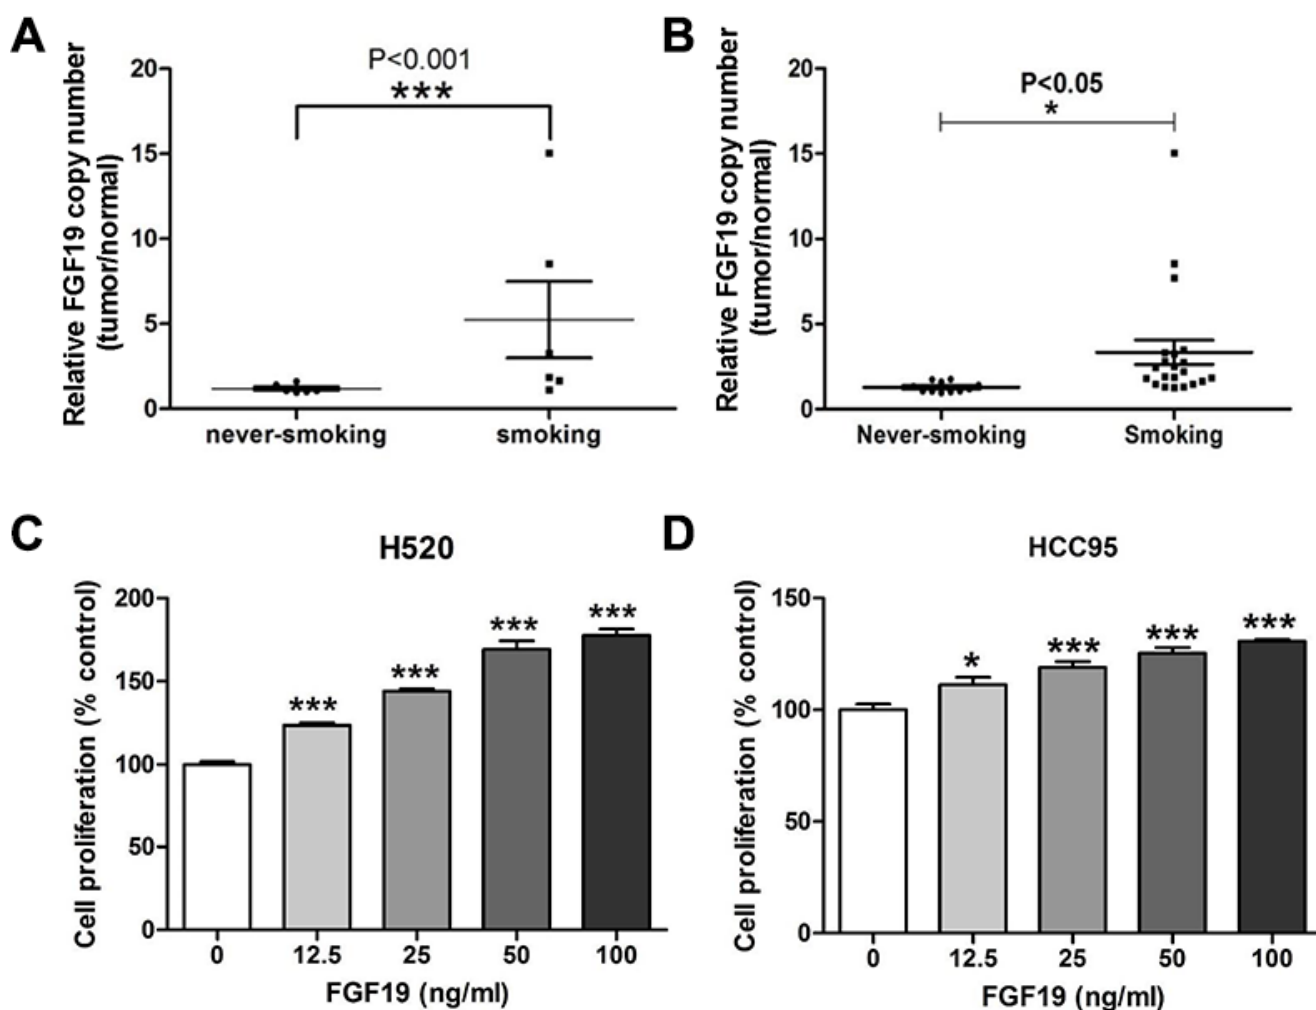 A
Relative FGF19 copy number
(tumor/normal)
P<0.001
***
20
15
10
5
0
never-smoking
smoking
B
Relative FGF19 copy number
(tumor/normal)
P<0.05
*
20
15
10
5
0
Never-smoking
Smoking
C
H520
Cell proliferation (% control)
200
150
100
50
0
***
***
***
***
0
12.5
25
50
100
FGF19 (ng/ml)
D
HCC95
Cell proliferation (% control)
150
100
50
0
*
***
***
***
0
12.5
25
50
100
FGF19 (ng/ml)